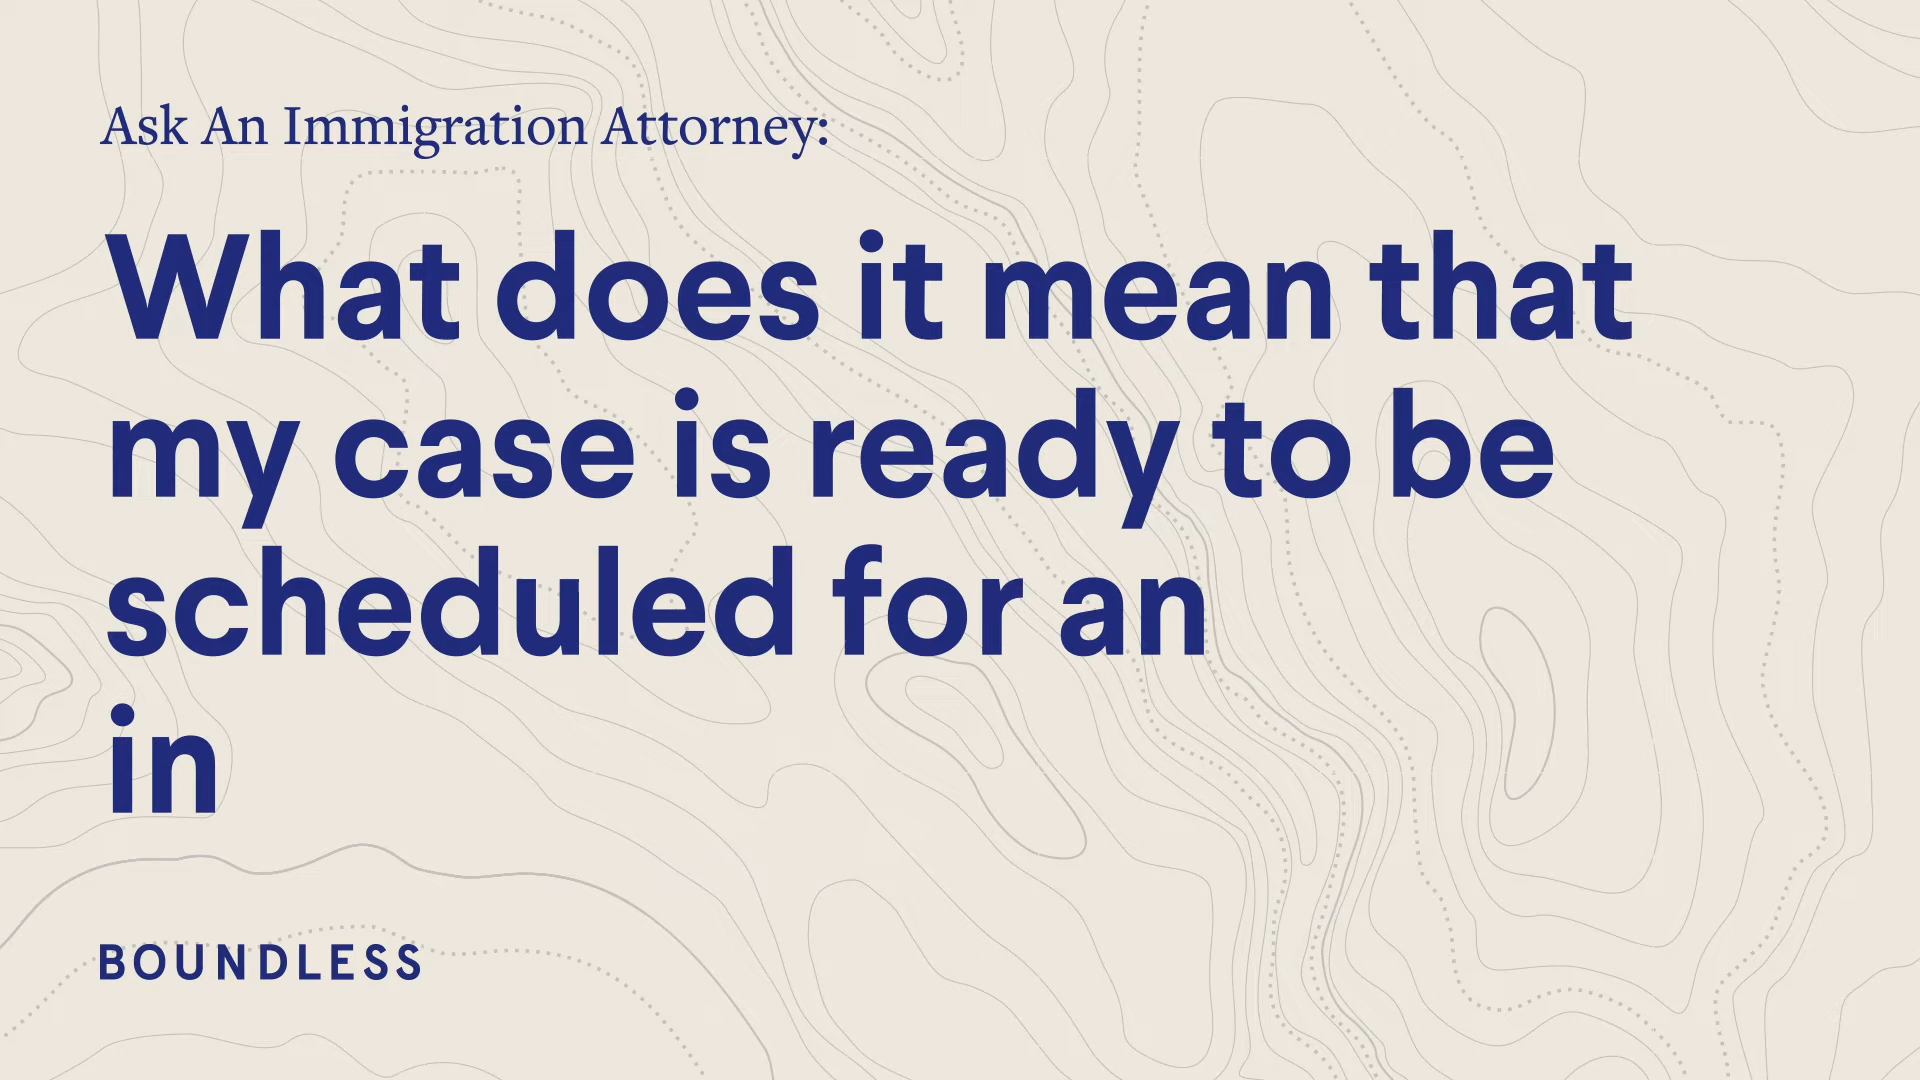 Ask An Immigration Attorney:
What does it mean that
my case is ready to be
scheduled for an
in
BOUNDLESS